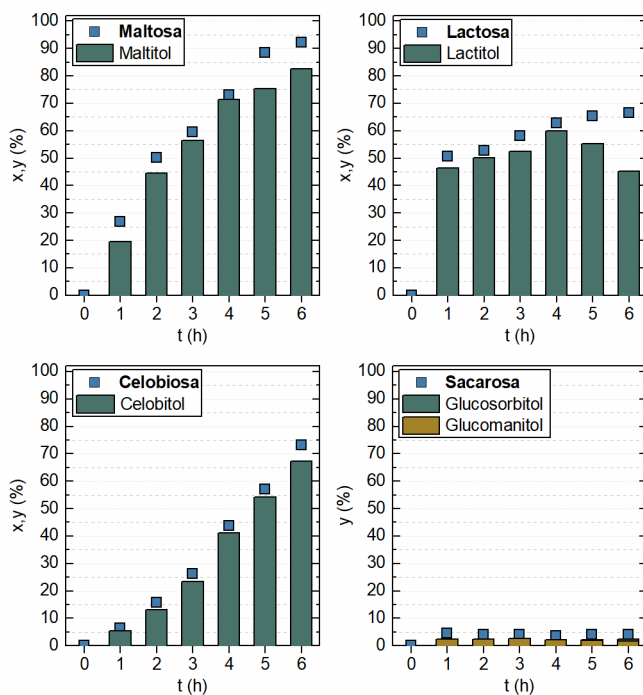 Maltosa
Maltitol
100
90
80
70
60
50
40
30
20
10
0
x,y (%)
0 1 2 3 4 5 6
t (h)
Lactosa
Lactitol
100
90
80
70
60
50
40
30
20
10
0
x,y (%)
0 1 2 3 4 5 6
t (h)
Celobiosa
Celobitol
100
90
80
70
60
50
40
30
20
10
0
x,y (%)
0 1 2 3 4 5 6
t (h)
Sacarosa
Glucosorbitol
Glucomanitol
100
90
80
70
60
50
40
30
20
10
0
y (%)
0 1 2 3 4 5 6
t (h)